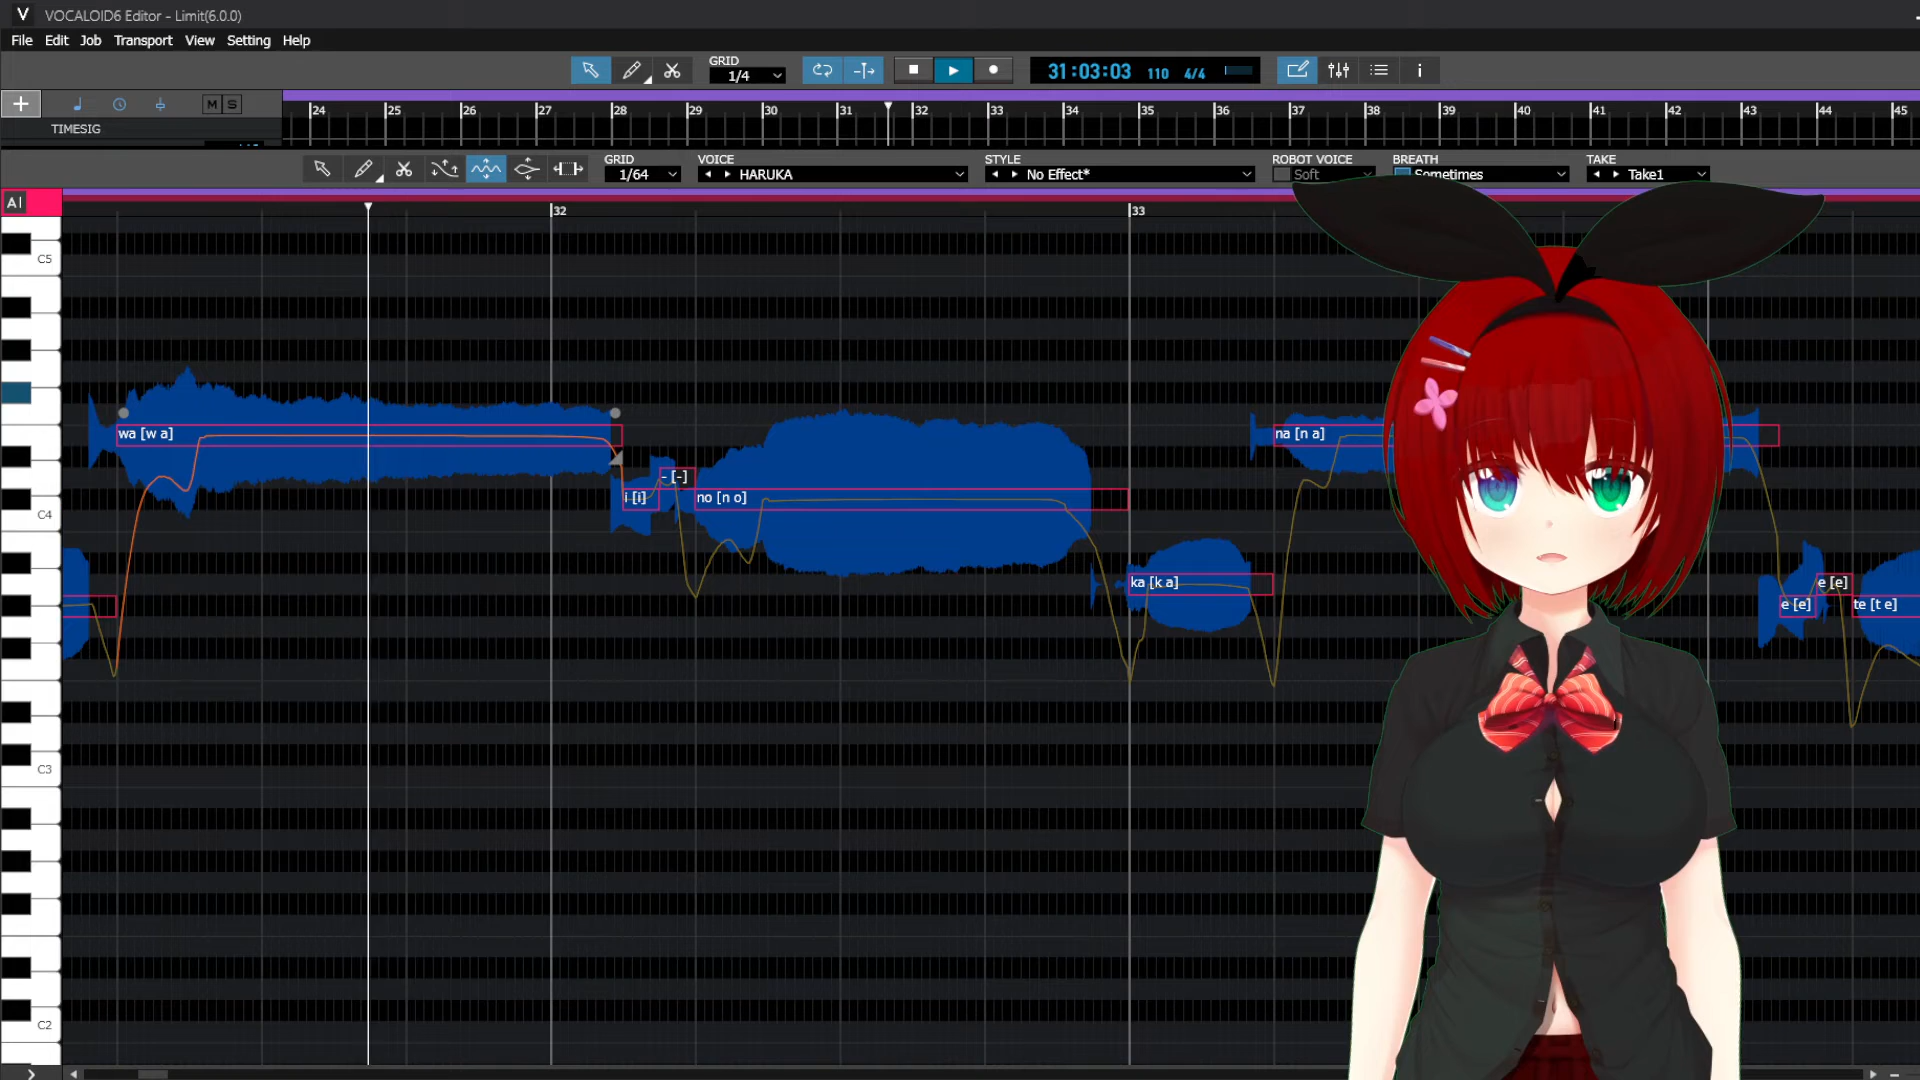 V VOCALOID6 Editor - Limit(6.0.0)
File Edit Job Transport View Setting Help
GRID
1/4
31:03:03 110 4/4
i
M S
24 25 26 27 28 29 30 31 32 33 34 35 36 37 38 39 40 41 42 43 44 45
TIMESIG
GRID VOICE STYLE ROBOT VOICE BREATH TAKE
1/64 HARUKA No Effect* Soft Sometimes Take1
AI
32 33
C5
wa [w a] na [n a]
- [-]
i [i] no [n o]
C4
ka [k a] e [e]
e [e] te [t e]
C3
C2